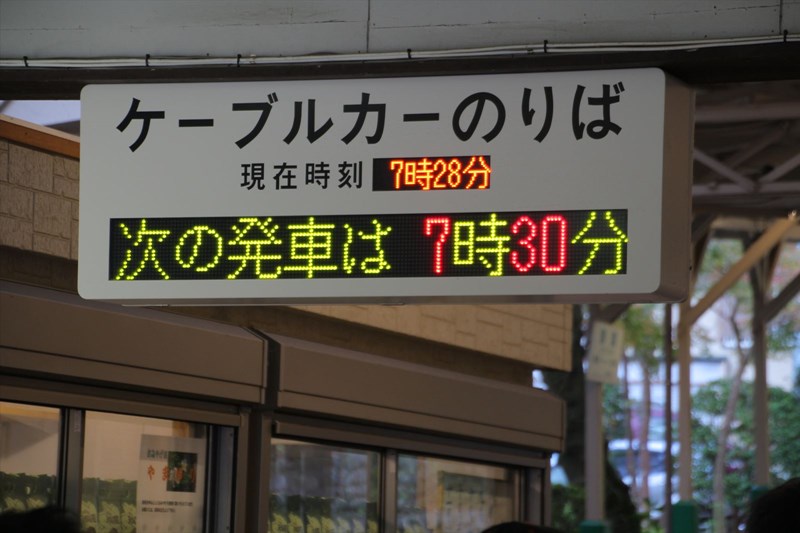 ケーブルカーのりば
現在時刻 7時28分
次の発車は 7時30分